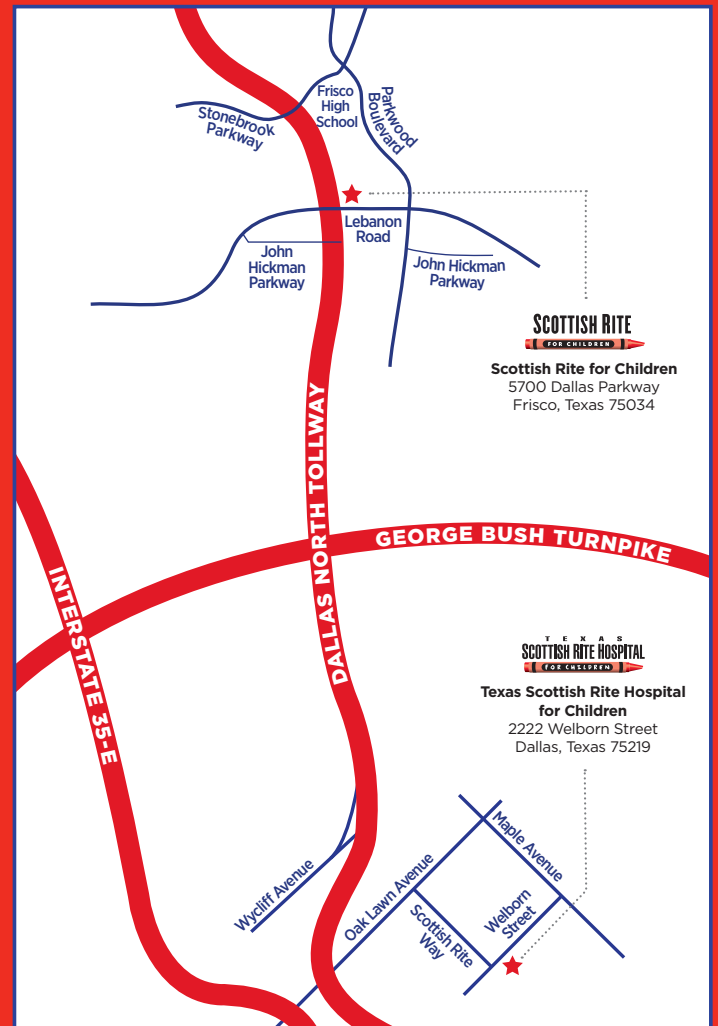 Frisco
High
School
Parkwood
Boulevard
Stonebrook
Parkway
Lebanon
Road
John
Hickman
Parkway
John Hickman
Parkway
SCOTTISH RITE
FOR CHILDREN
Scottish Rite for Children
5700 Dallas Parkway
Frisco, Texas 75034
DALLAS NORTH TOLLWAY
GEORGE BUSH TURNPIKE
INTERSTATE 35-E
TEXAS
SCOTTISH RITE HOSPITAL
FOR CHILDREN
Texas Scottish Rite Hospital
for Children
2222 Welborn Street
Dallas, Texas 75219
Maple Avenue
Wycliff Avenue
Oak Lawn Avenue
Welborn
Street
Scottish Rite
Way